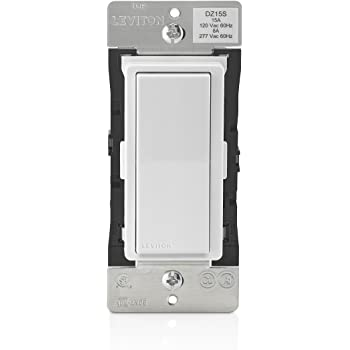 LEVITON
DZ15S
15A
120 Vac 60Hz
8A
277 Vac 60Hz
LEVITON